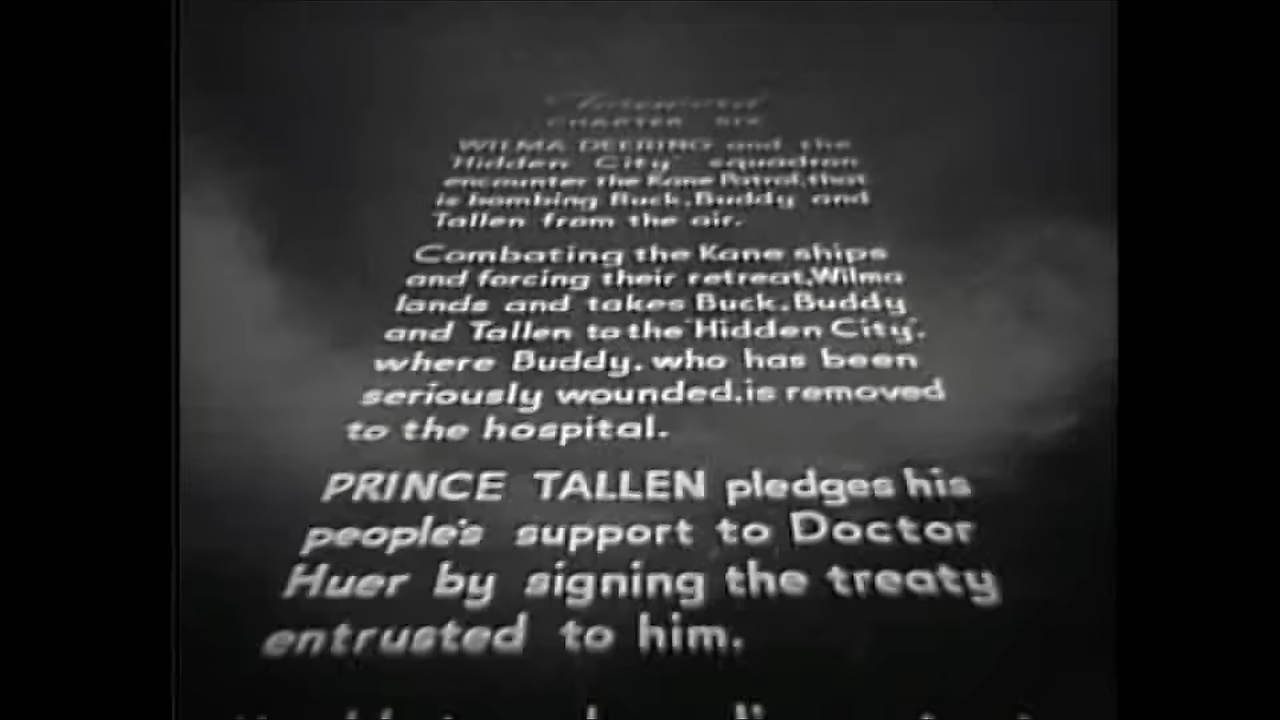 Foreword
CHAPTER SIX
WILMA DEERING and the
"Hidden City" squadron
encounter the Kane Patrol, that
is bombing Buck, Buddy and
Tallen from the air.
Combating the Kane ships
and forcing their retreat, Wilma
lands and takes Buck, Buddy
and Tallen to the "Hidden City",
where Buddy, who has been
seriously wounded, is removed
to the hospital.
PRINCE TALLEN pledges his
people's support to Doctor
Huer by signing the treaty
entrusted to him.